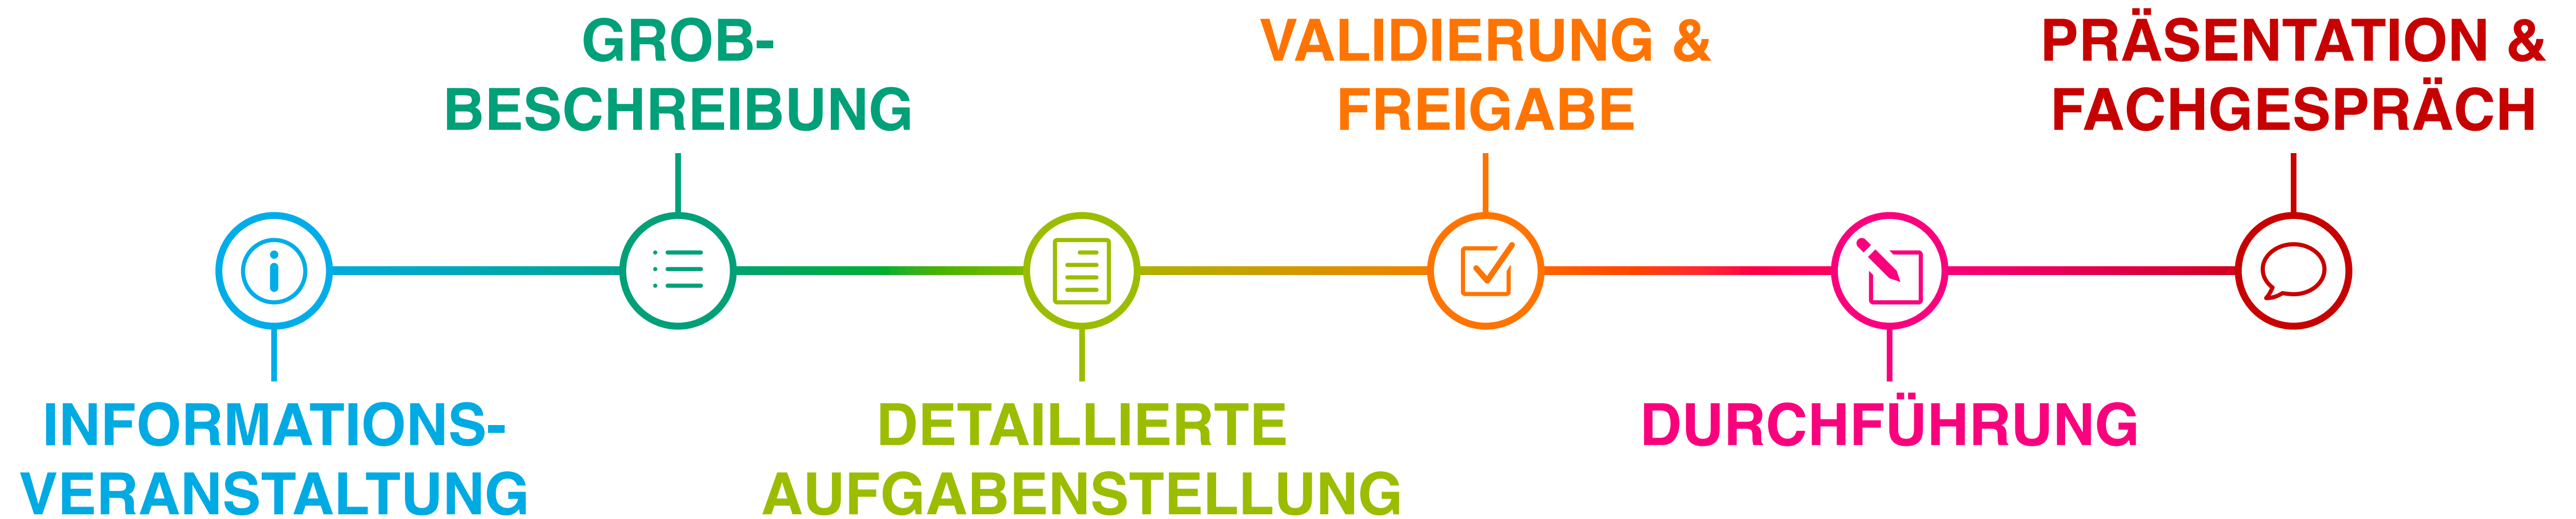 INFORMATIONS-
VERANSTALTUNG
GROB-
BESCHREIBUNG
DETAILLIERTE
AUFGABENSTELLUNG
VALIDIERUNG &
FREIGABE
DURCHFÜHRUNG
PRÄSENTATION &
FACHGESPRÄCH